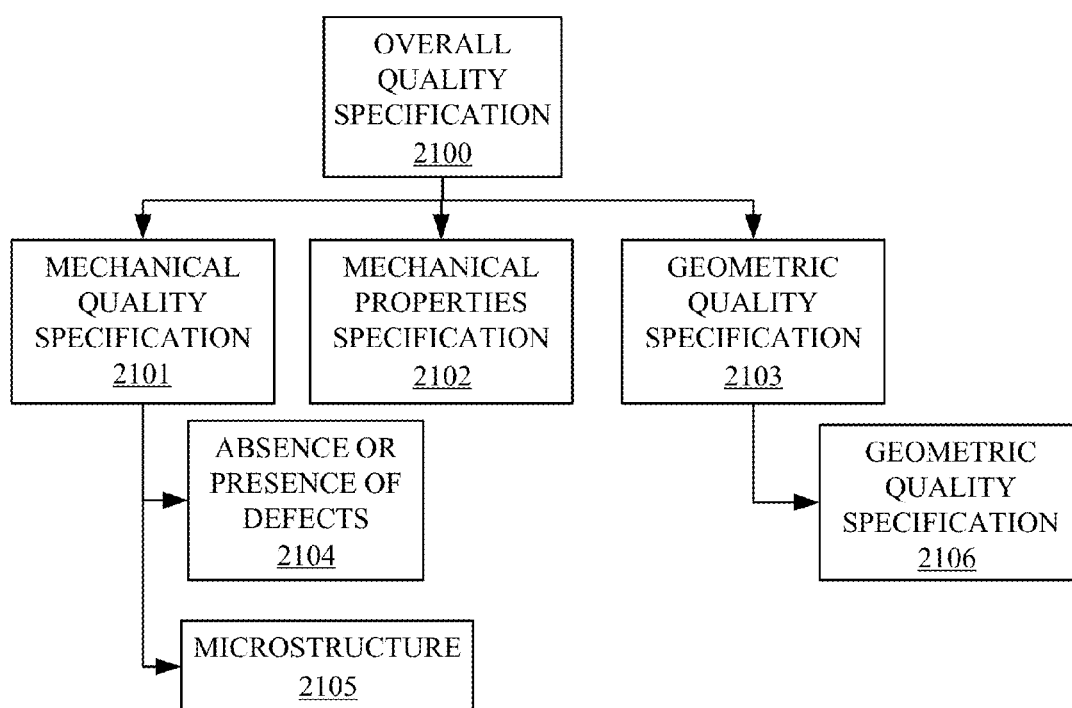 OVERALL
QUALITY
SPECIFICATION
2100
MECHANICAL
QUALITY
SPECIFICATION
2101
MECHANICAL
PROPERTIES
SPECIFICATION
2102
GEOMETRIC
QUALITY
SPECIFICATION
2103
ABSENCE OR
PRESENCE OF
DEFECTS
2104
GEOMETRIC
QUALITY
SPECIFICATION
2106
MICROSTRUCTURE
2105